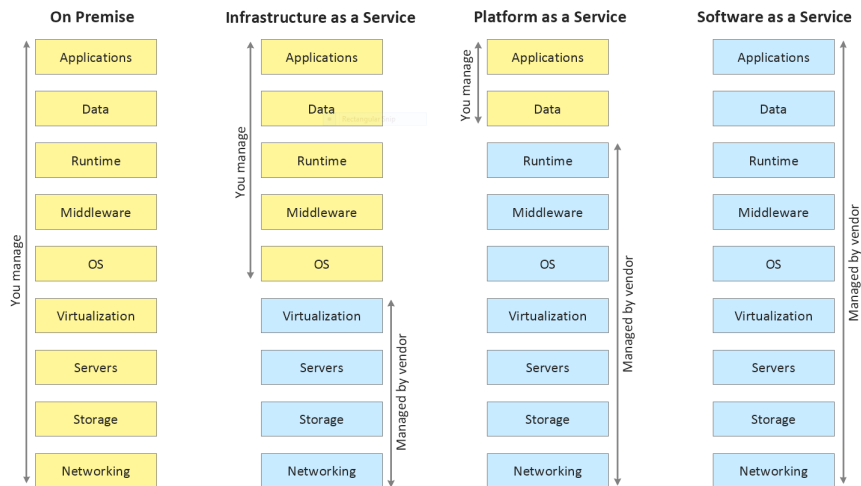 On Premise
You manage
Applications
Data
Runtime
Middleware
OS
Virtualization
Servers
Storage
Networking
Infrastructure as a Service
You manage
Applications
Data
Runtime
Middleware
OS
Virtualization
Servers
Storage
Networking
Managed by vendor
Platform as a Service
You manage
Applications
Data
Runtime
Middleware
OS
Virtualization
Servers
Storage
Networking
Managed by vendor
Software as a Service
Applications
Data
Runtime
Middleware
OS
Virtualization
Servers
Storage
Networking
Managed by vendor